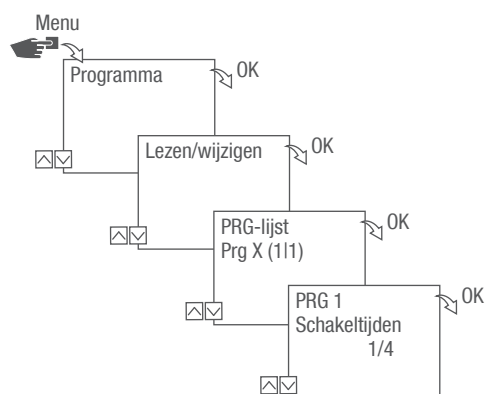 Menu
Programma
OK
Lezen/wijzigen
OK
PRG-lijst
Prg X (1|1)
OK
PRG 1
Schakeltijden
1/4
OK